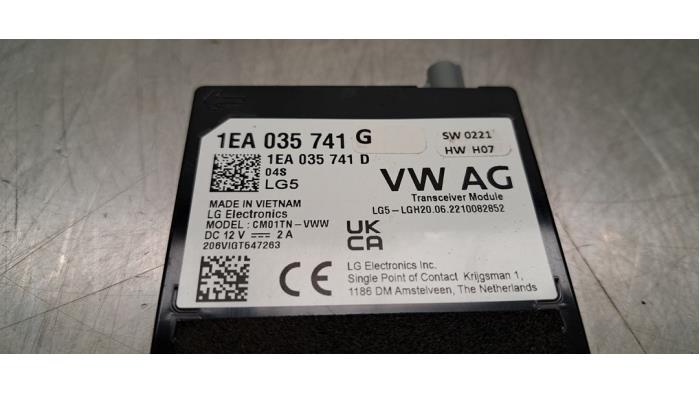 1EA 035 741 G
SW 0221
HW H07
1EA 035 741 D
04S
LG5
VW AG
Transceiver Module
LG5-LGH20.06.2210082852
MADE IN VIETNAM
LG Electronics
MODEL: CM01TN-VWW
DC 12 V ⎓ 2 A
206VIGT547263
UK
CA
CE
LG Electronics Inc.
Single Point of Contact Krijgsman 1,
1186 DM Amstelveen, The Netherlands